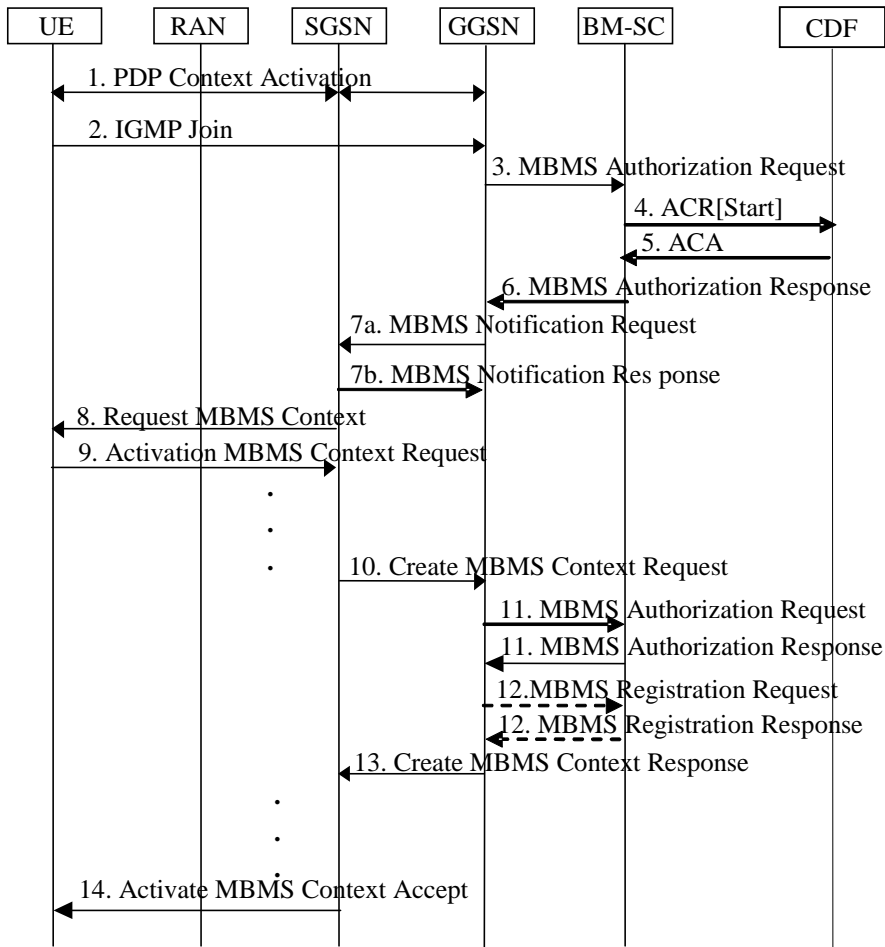 UE RAN SGSN GGSN BM-SC CDF
1. PDP Context Activation
2. IGMP Join
3. MBMS Authorization Request
4. ACR[Start]
5. ACA
6. MBMS Authorization Response
7a. MBMS Notification Request
7b. MBMS Notification Res ponse
8. Request MBMS Context
9. Activation MBMS Context Request
10. Create MBMS Context Request
11. MBMS Authorization Request
11. MBMS Authorization Response
12.MBMS Registration Request
12. MBMS Registration Response
13. Create MBMS Context Response
14. Activate MBMS Context Accept